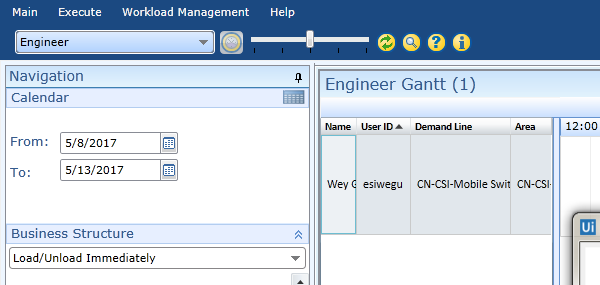 Main Execute Workload Management Help
Engineer
Navigation
Calendar
From: 5/8/2017
To: 5/13/2017
Business Structure
Load/Unload Immediately
Engineer Gantt (1)
Name User ID Demand Line Area 12:00
Wey esiwegu CN-CSI-Mobile Swit CN-CSI-
Ui